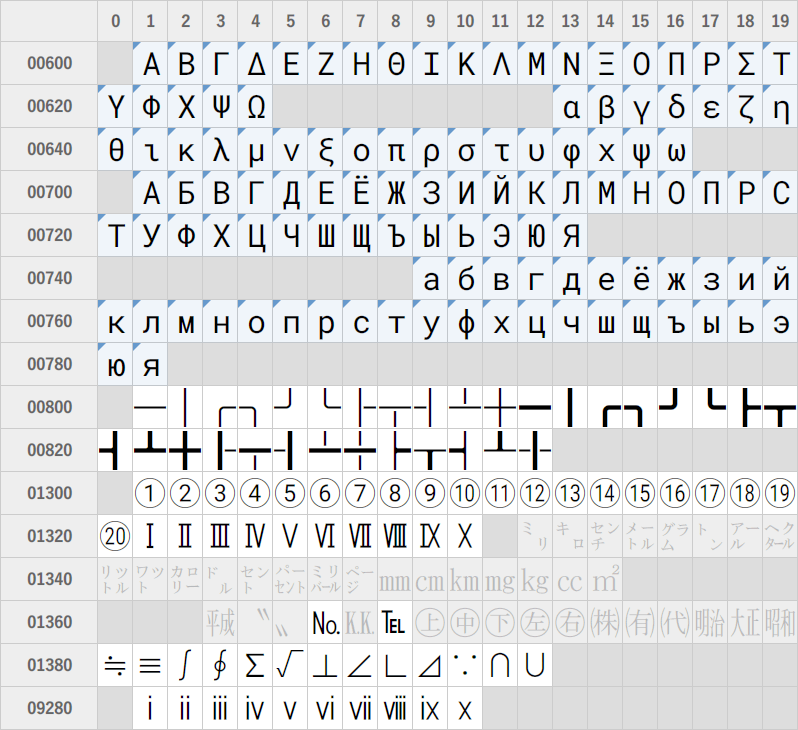 0 1 2 3 4 5 6 7 8 9 10 11 12 13 14 15 16 17 18 19
00600 Α Β Γ Δ Ε Ζ Η Θ Ι Κ Λ Μ Ν Ξ Ο Π Ρ Σ Τ
00620 Υ Φ Χ Ψ Ω α β γ δ ε ζ η
00640 θ ι κ λ μ ν ξ ο π ρ σ τ υ φ χ ψ ω
00700 А Б В Г Д Е Ё Ж З И Й К Л М Н О П Р С
00720 Т У Ф Х Ц Ч Ш Щ Ъ Ы Ь Э Ю Я
00740 а б в г д е ё ж з и й
00760 к л м н о п р с т у ф х ц ч ш щ ъ ы ь э
00780 ю я
00800 ─ │ ┌ ┐ ┘ └ ├ ┬ ┤ ┴ ┼ ━ ┃ ┏ ┓ ┛ ┗ ┣ ┳
00820 ┫ ┻ ╋ ┠ ┯ ┨ ┷ ┿ ┝ ┰ ┥ ┸ ╂
01300 ① ② ③ ④ ⑤ ⑥ ⑦ ⑧ ⑨ ⑩ ⑪ ⑫ ⑬ ⑭ ⑮ ⑯ ⑰ ⑱ ⑲
01320 ⑳ Ⅰ Ⅱ Ⅲ Ⅳ Ⅴ Ⅵ Ⅶ Ⅷ Ⅸ Ⅹ ㍉ ㌔ ㌢ ㍍ ㌘ ㌧ ㌃ ㌶
01340 ㍑ ㍗ ㌍ ㌦ ㌣ ㌫ ㍊ ㌻ ㎜ ㎝ ㎞ ㎎ ㎏ ㏄ ㎡
01360 ㍻ 〝 〟 № ㏍ ℡ ㊤ ㊥ ㊦ ㊧ ㊨ ㈱ ㈲ ㈹ ㍾ ㍽ ㍼
01380 ≒ ≡ ∫ ∮ ∑ √ ⊥ ∠ ∟ ⊿ ∵ ∩ ∪
09280 ⅰ ⅱ ⅲ ⅳ ⅴ ⅵ ⅶ ⅷ ⅸ ⅹ